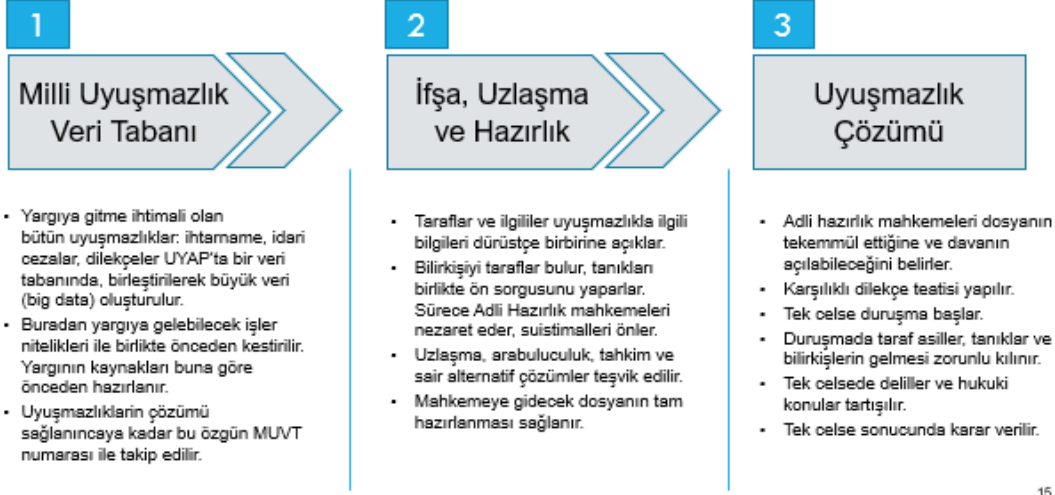 1
Milli Uyuşmazlık
Veri Tabanı
▪ Yargıya gitme ihtimali olan
bütün uyuşmazlıklar: ihtarname, idari
cezalar, dilekçeler UYAP'ta bir veri
tabanında, birleştirilerek büyük veri
(big data) oluşturulur.
▪ Buradan yargıya gelebilecek işler
nitelikleri ile birlikte önceden kestirilir.
Yargının kaynakları buna göre
önceden hazırlanır.
▪ Uyuşmazlıklarin çözümü
sağlanıncaya kadar bu özgün MUVT
numarası ile takip edilir.
2
İfşa, Uzlaşma
ve Hazırlık
▪ Taraflar ve ilgililer uyuşmazlıkla ilgili
bilgileri dürüstçe birbirine açıklar.
▪ Bilirkişiyi taraflar bulur, tanıkları
birlikte ön sorgusunu yaparlar.
Sürece Adli Hazırlık mahkemeleri
nezaret eder, suistimalleri önler.
▪ Uzlaşma, arabuluculuk, tahkim ve
sair alternatif çözümler teşvik edilir.
▪ Mahkemeye gidecek dosyanın tam
hazırlanması sağlanır.
3
Uyuşmazlık
Çözümü
▪ Adli hazırlık mahkemeleri dosyanın
tekemmül ettiğine ve davanın
açılabileceğini belirler.
▪ Karşılıklı dilekçe teatisi yapılır.
▪ Tek celse duruşma başlar.
▪ Duruşmada taraf asiller, tanıklar ve
bilirkişlerin gelmesi zorunlu kılınır.
▪ Tek celsede deliller ve hukuki
konular tartışılır.
▪ Tek celse sonucunda karar verilir.
15